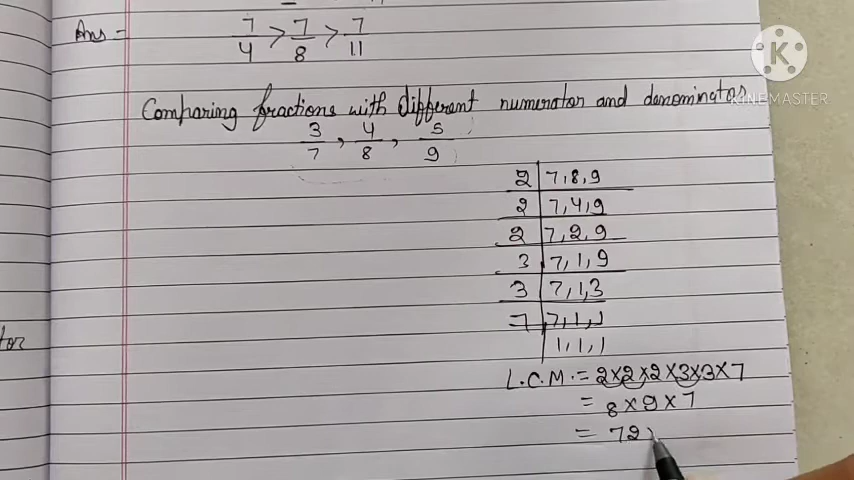 Ans = 7/4 > 7/8 > 7/11
K
KINEMASTER
Comparing fractions with different numerator and denominator
3/7 , 4/8 , 5/9
2 | 7, 8, 9
2 | 7, 4, 9
2 | 7, 2, 9
3 | 7, 1, 9
3 | 7, 1, 3
7 | 7, 1, 1
| 1, 1, 1
L.C.M. = 2×2×2×3×3×7
= 8×9×7
= 72